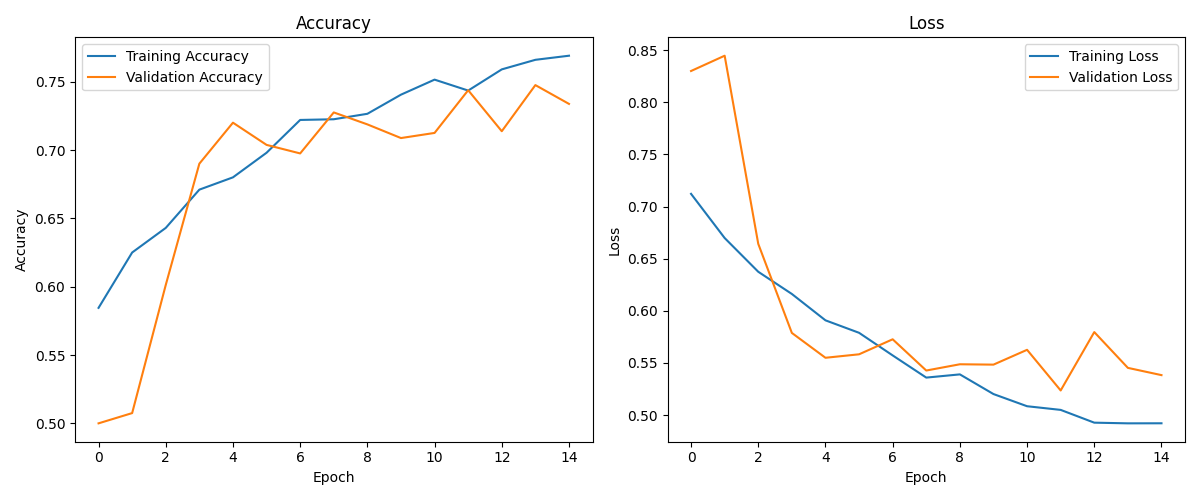 Accuracy
Training Accuracy
Validation Accuracy
0.75
0.70
0.65
0.60
0.55
0.50
Accuracy
0 2 4 6 8 10 12 14
Epoch
Loss
Training Loss
Validation Loss
0.85
0.80
0.75
0.70
0.65
0.60
0.55
0.50
Loss
0 2 4 6 8 10 12 14
Epoch